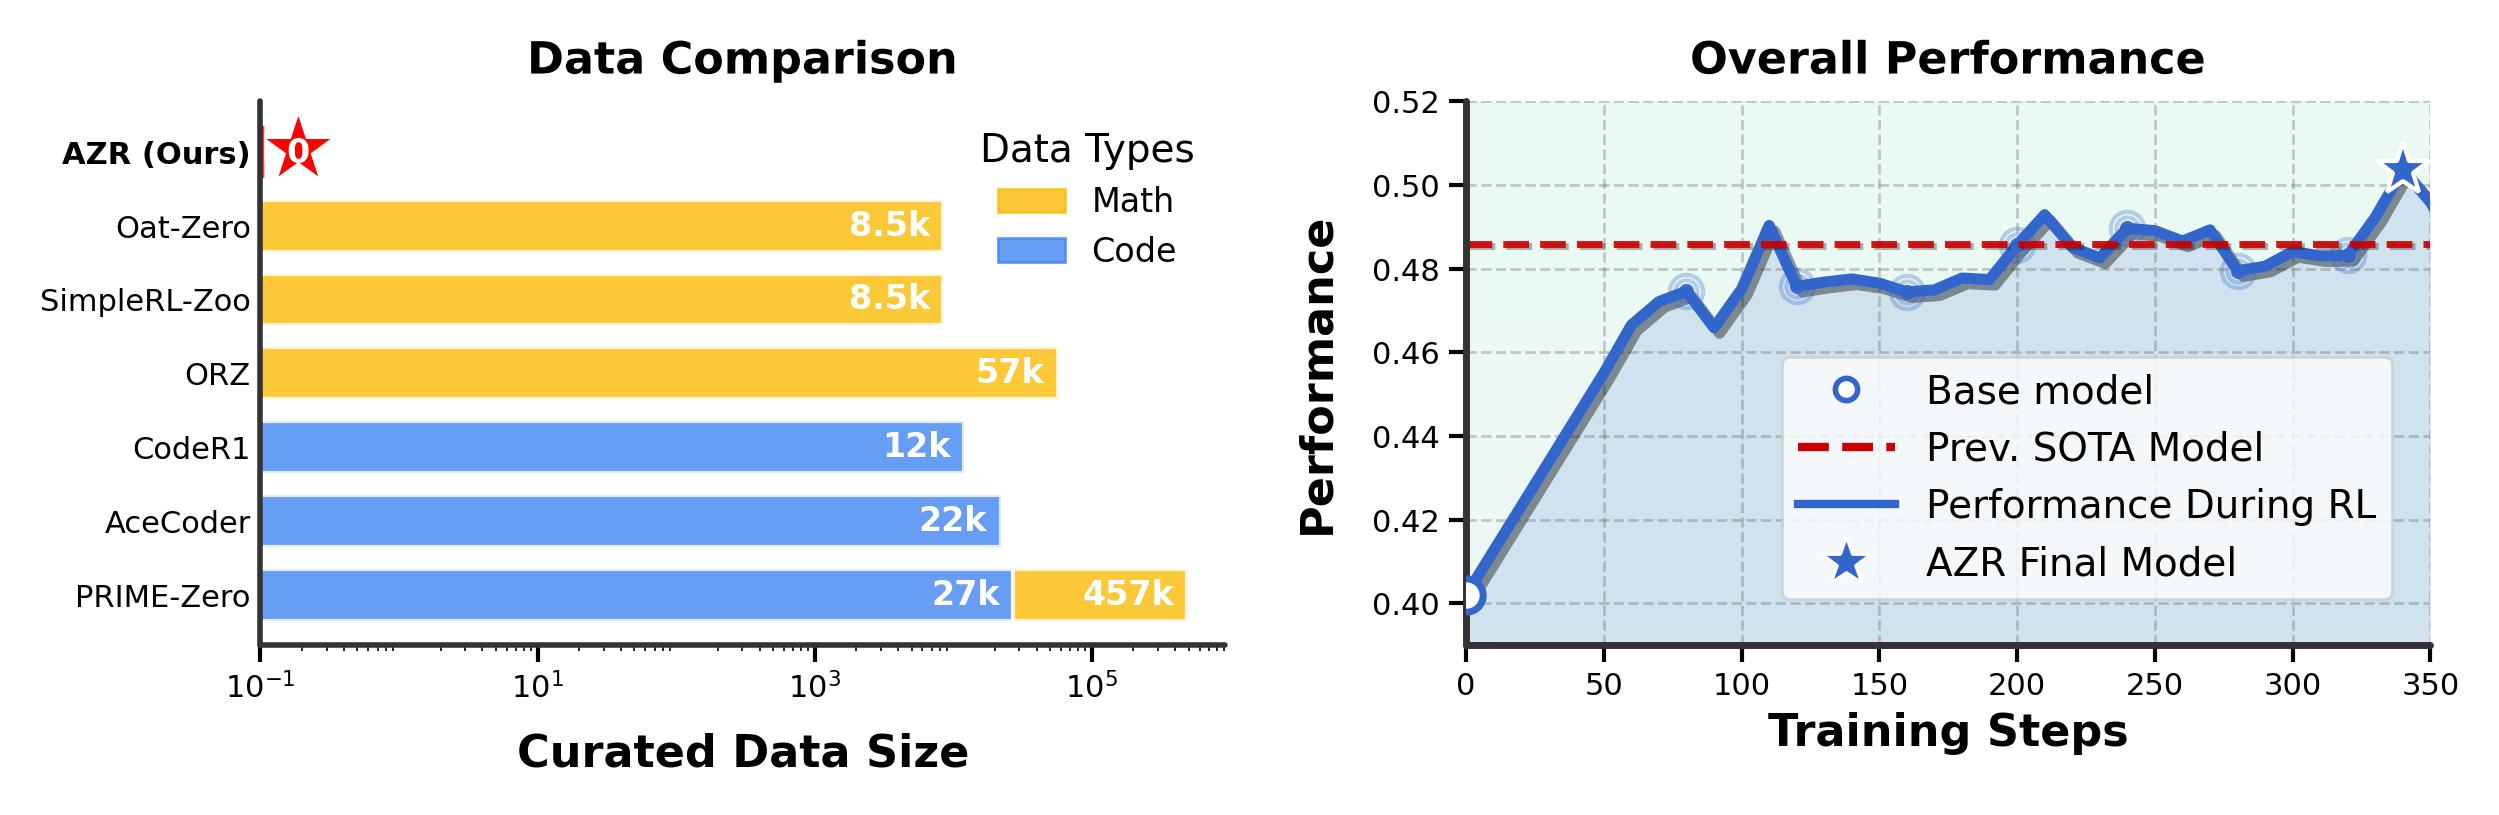 Data Comparison
AZR (Ours)
0
Oat-Zero
8.5k
SimpleRL-Zoo
8.5k
ORZ
57k
CodeR1
12k
AceCoder
22k
PRIME-Zero
27k 457k
Data Types
Math
Code
10⁻¹ 10¹ 10³ 10⁵
Curated Data Size
Overall Performance
Performance
0.52
0.50
0.48
0.46
0.44
0.42
0.40
Base model
Prev. SOTA Model
Performance During RL
AZR Final Model
0 50 100 150 200 250 300 350
Training Steps